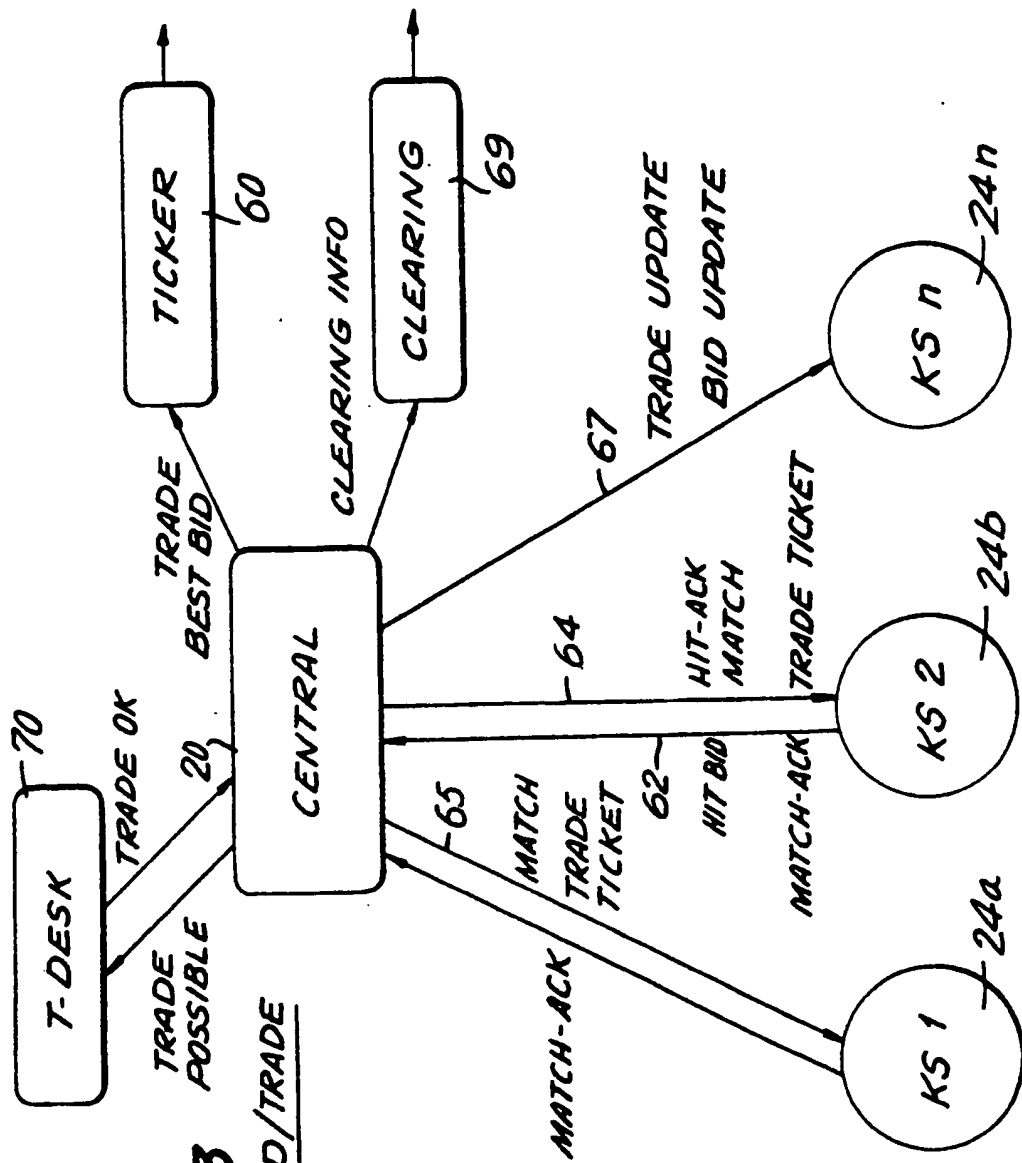 T-DESK
70
TRADE OK
TRADE
POSSIBLE
20
CENTRAL
TRADE
BEST BID
TICKER
60
CLEARING INFO
CLEARING
69
3
D/TRADE
MATCH-ACK
65
MATCH
TRADE
TICKET
62
HIT BID
MATCH-ACK
64
HIT-ACK
MATCH
TRADE TICKET
67
TRADE UPDATE
BID UPDATE
KS 1
24a
KS 2
24b
KS n
24n